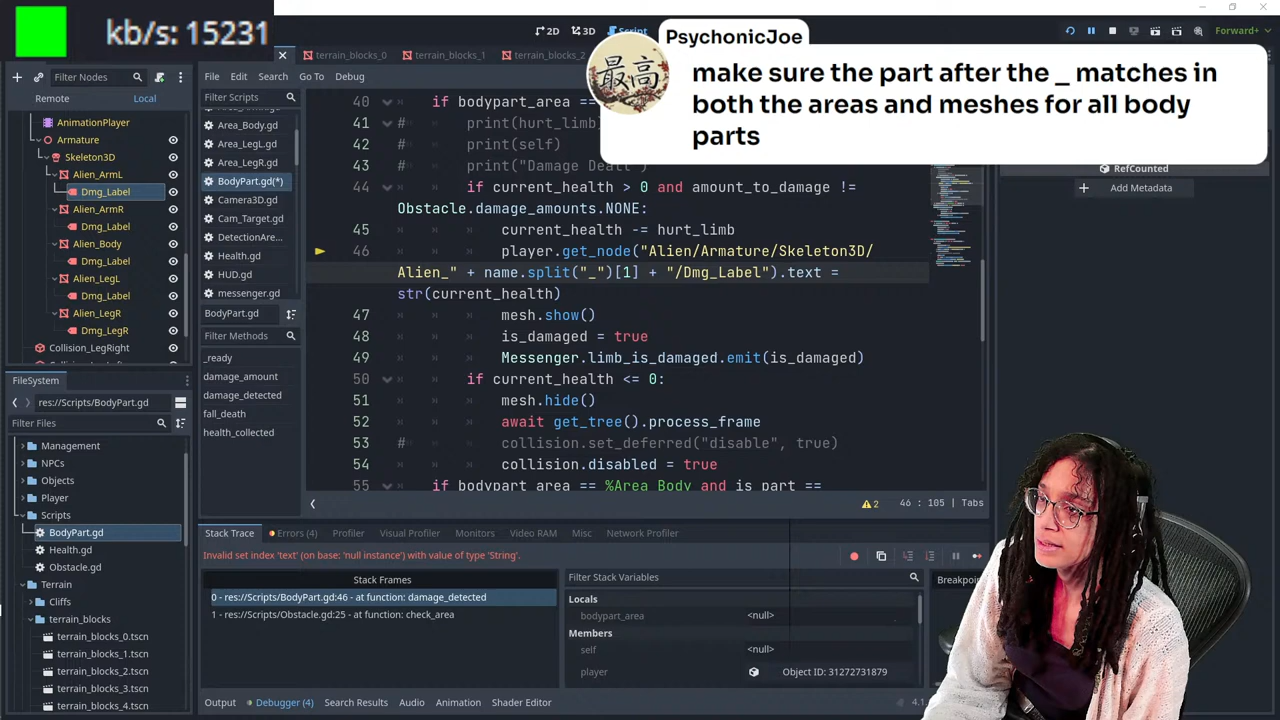 kb/s: 15231
PsychonicJoe
make sure the part after the _ matches in
both the areas and meshes for all body
parts
2D
3D
Script
Forward+
terrain_blocks_0
terrain_blocks_1
terrain_blocks_2
Filter Nodes
Remote
Local
AnimationPlayer
Armature
Skeleton3D
Alien_ArmL
Dmg_Label
Alien_ArmR
Dmg_Label
Alien_Body
Dmg_Label
Alien_LegL
Dmg_Label
Alien_LegR
Dmg_LegR
Collision_LegRight
FileSystem
res://Scripts/BodyPart.gd
Filter Files
Management
NPCs
Objects
Player
Scripts
BodyPart.gd
Health.gd
Obstacle.gd
Terrain
Cliffs
terrain_blocks
terrain_blocks_0.tscn
terrain_blocks_1.tscn
terrain_blocks_2.tscn
terrain_blocks_3.tscn
terrain_blocks_4.tscn
File
Edit
Search
Go To
Debug
Filter Scripts
Area_Body.gd
Area_LegL.gd
Area_LegR.gd
BodyPart.gd(*)
Camera3D.gd
Cam_Target.gd
DetectionArea...
Health.gd
HUD.gd
messenger.gd
BodyPart.gd
Filter Methods
_ready
damage_amount
damage_detected
fall_death
health_collected
40 if bodypart_area ==
41 # print(hurt_limb)
42 # print(self)
43 # print("Damage Dealt")
44 if current_health > 0 and amount_to_damage !=
Obstacle.damage_amounts.NONE:
45 current_health -= hurt_limb
46 player.get_node("Alien/Armature/Skeleton3D/
Alien_" + name.split("_")[1] + "/Dmg_Label").text =
str(current_health)
47 mesh.show()
48 is_damaged = true
49 Messenger.limb_is_damaged.emit(is_damaged)
50 if current_health <= 0:
51 mesh.hide()
52 await get_tree().process_frame
53 # collision.set_deferred("disable", true)
54 collision.disabled = true
55 if bodypart_area == %Area_Body and is_part ==
2
46 : 105 | Tabs
RefCounted
Add Metadata
Stack Trace
Errors (4)
Profiler
Visual Profiler
Monitors
Video RAM
Misc
Network Profiler
Invalid set index 'text' (on base: 'null instance') with value of type 'String'.
Stack Frames
0 - res://Scripts/BodyPart.gd:46 - at function: damage_detected
1 - res://Scripts/Obstacle.gd:25 - at function: check_area
Filter Stack Variables
Locals
bodypart_area <null>
Members
self <null>
player Object ID: 31272731879
Output
Debugger (4)
Search Results
Audio
Animation
Shader Editor